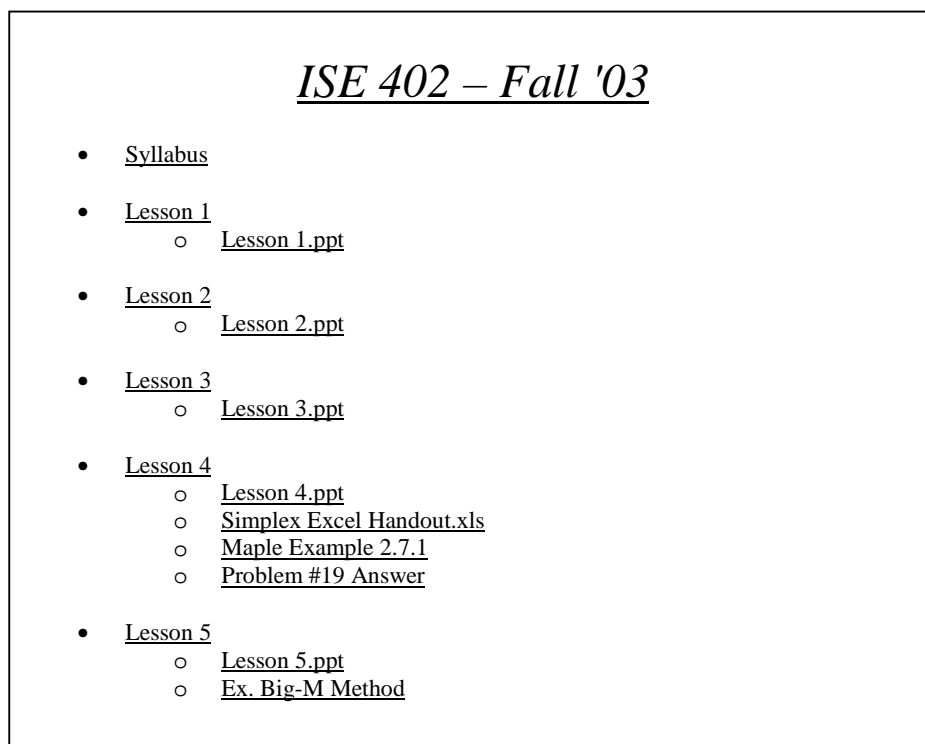 ISE 402 – Fall '03
• Syllabus
• Lesson 1
o Lesson 1.ppt
• Lesson 2
o Lesson 2.ppt
• Lesson 3
o Lesson 3.ppt
• Lesson 4
o Lesson 4.ppt
o Simplex Excel Handout.xls
o Maple Example 2.7.1
o Problem #19 Answer
• Lesson 5
o Lesson 5.ppt
o Ex. Big-M Method